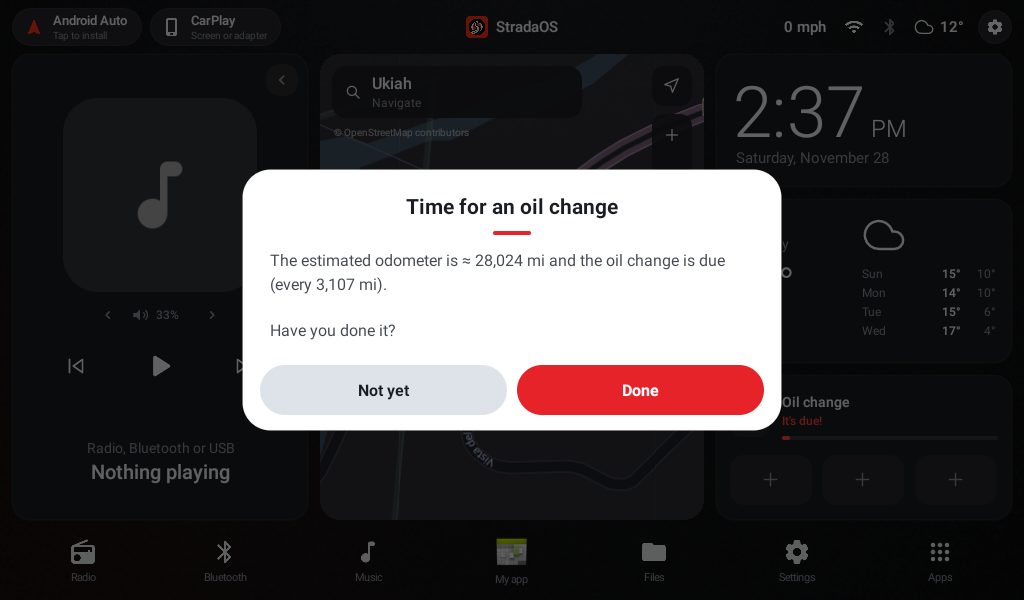 Android Auto
Tap to install
CarPlay
Screen or adapter
StradaOS
0 mph
12°
Ukiah
Navigate
© OpenStreetMap contributors
2:37 PM
Saturday, November 28
Time for an oil change
The estimated odometer is ≈ 28,024 mi and the oil change is due
(every 3,107 mi).
Have you done it?
Not yet
Done
33%
Radio, Bluetooth or USB
Nothing playing
Sun 15° 10°
Mon 14° 10°
Tue 15° 6°
Wed 17° 4°
Oil change
It's due!
Vista del
Radio
Bluetooth
Music
My app
Files
Settings
Apps